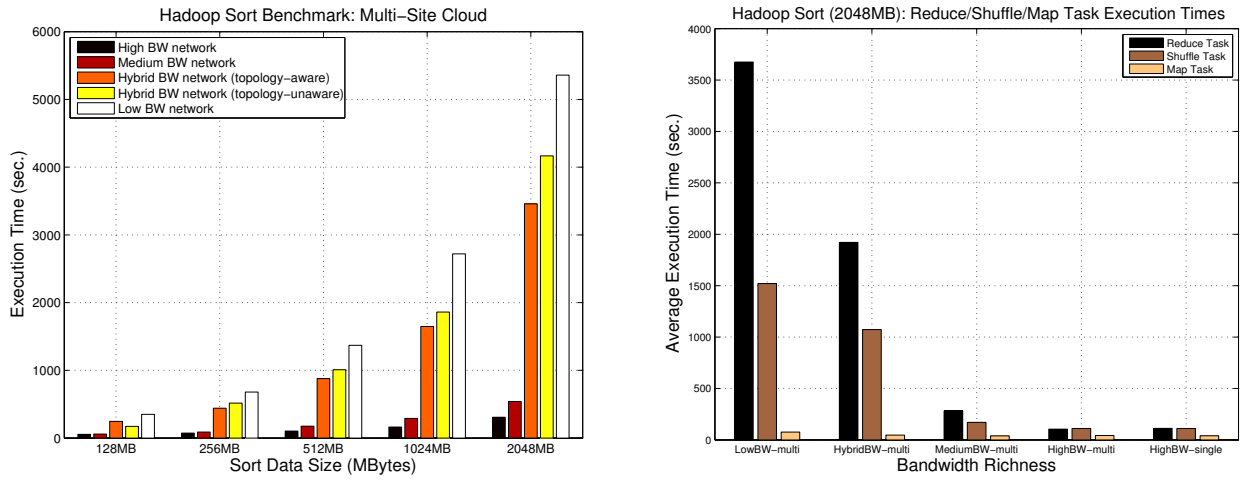 Hadoop Sort Benchmark: Multi−Site Cloud
6000
5000
4000
3000
2000
1000
0
Execution Time (sec.)
High BW network
Medium BW network
Hybrid BW network (topology−aware)
Hybrid BW network (topology−unaware)
Low BW network
128MB 256MB 512MB 1024MB 2048MB
Sort Data Size (MBytes)
Hadoop Sort (2048MB): Reduce/Shuffle/Map Task Execution Times
4000
3500
3000
2500
2000
1500
1000
500
0
Average Execution Time (sec.)
Reduce Task
Shuffle Task
Map Task
LowBW−multi HybridBW−multi MediumBW−multi HighBW−multi HighBW−single
Bandwidth Richness